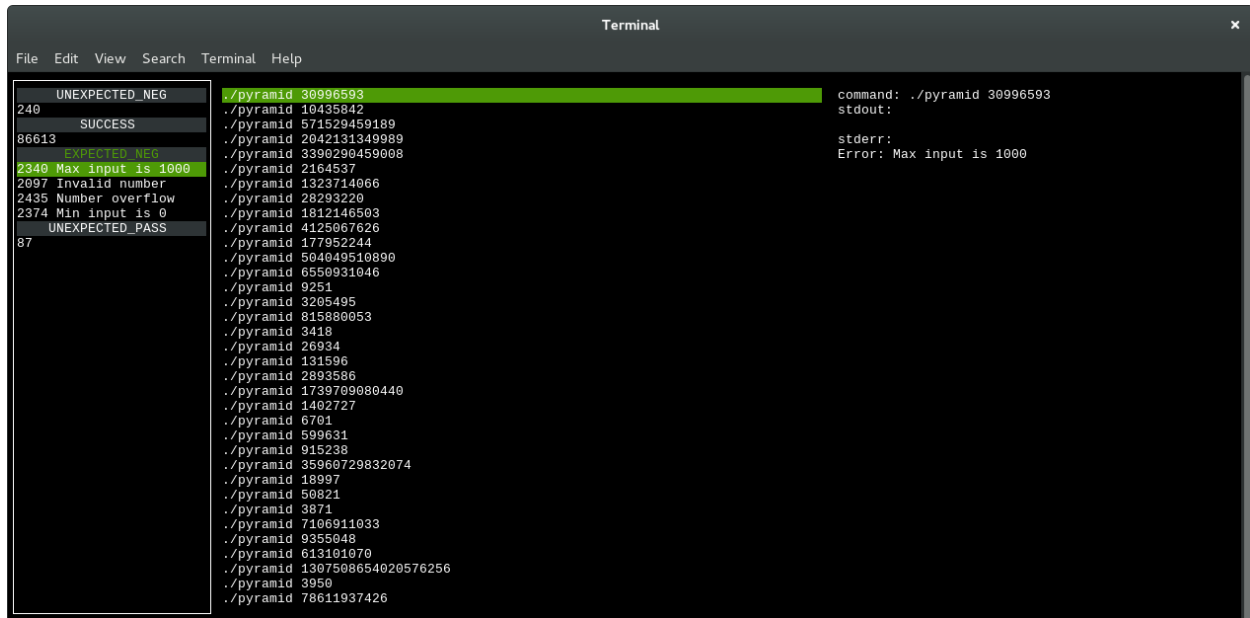 Terminal
×
File Edit View Search Terminal Help
UNEXPECTED_NEG
240
SUCCESS
86613
EXPECTED_NEG
2340 Max input is 1000
2097 Invalid number
2435 Number overflow
2374 Min input is 0
UNEXPECTED_PASS
87
./pyramid 30996593
./pyramid 10435842
./pyramid 571529459189
./pyramid 2042131349989
./pyramid 3390290459008
./pyramid 2164537
./pyramid 1323714066
./pyramid 28293220
./pyramid 1812146503
./pyramid 4125067626
./pyramid 177952244
./pyramid 504049510890
./pyramid 6550931046
./pyramid 9251
./pyramid 3205495
./pyramid 815880053
./pyramid 3418
./pyramid 26934
./pyramid 131596
./pyramid 2893586
./pyramid 1739709080440
./pyramid 1402727
./pyramid 6701
./pyramid 599631
./pyramid 915238
./pyramid 35960729832074
./pyramid 18997
./pyramid 50821
./pyramid 3871
./pyramid 7106911033
./pyramid 9355048
./pyramid 613101070
./pyramid 1307508654020576256
./pyramid 3950
./pyramid 78611937426
command: ./pyramid 30996593
stdout:
stderr:
Error: Max input is 1000